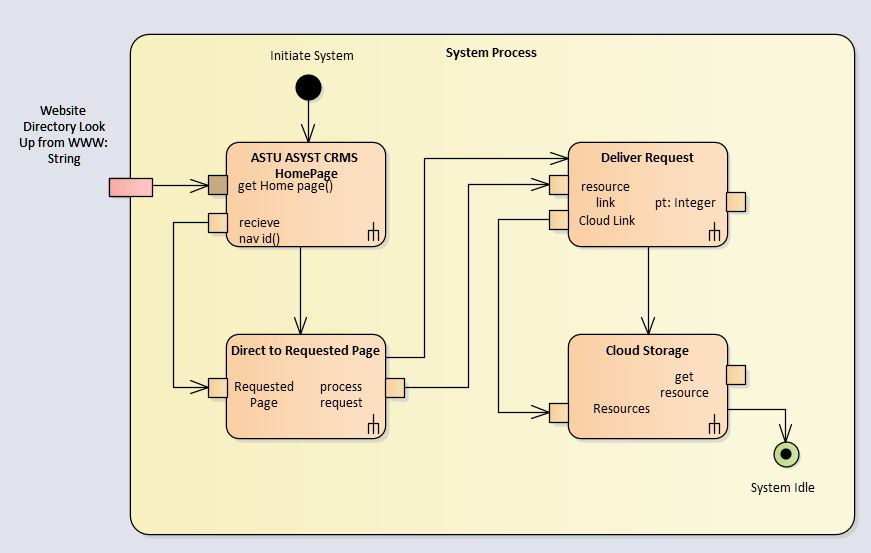 System Process
Initiate System
Website
Directory Look
Up from WWW:
String
ASTU ASYST CRMS
HomePage
get Home page()
recieve
nav id()
Deliver Request
resource
link
pt: Integer
Cloud Link
Direct to Requested Page
Requested
Page
process
request
Cloud Storage
get
resource
Resources
System Idle